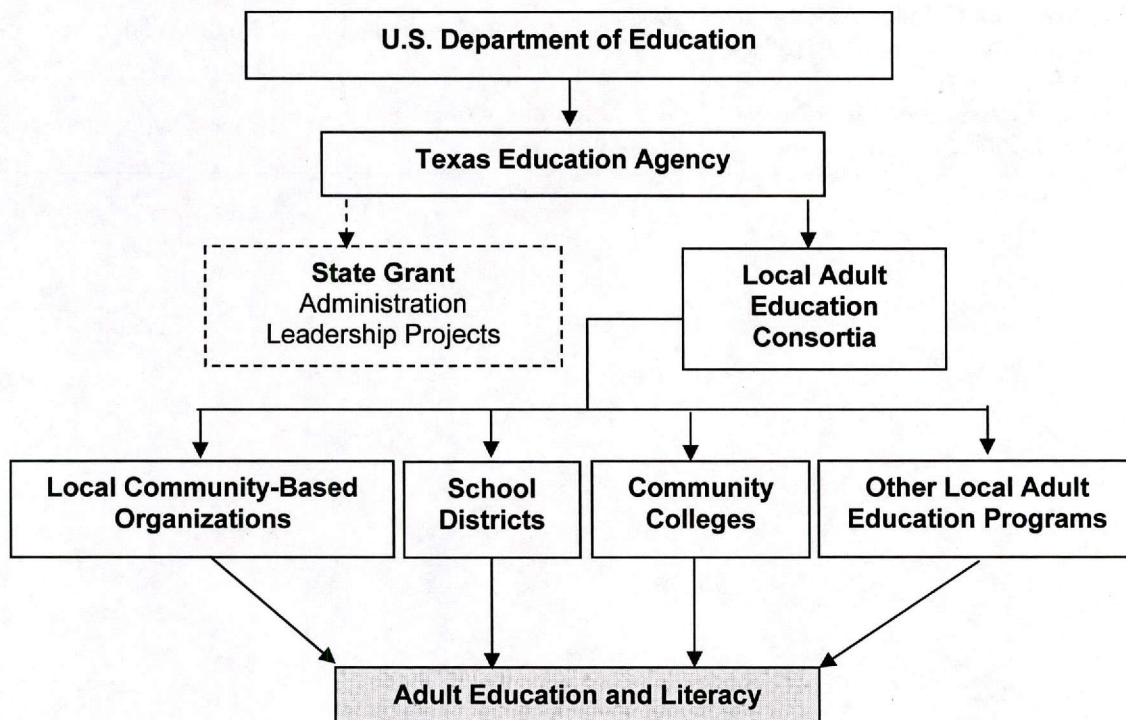 U.S. Department of Education
Texas Education Agency
State Grant
Administration
Leadership Projects
Local Adult
Education
Consortia
Local Community-Based
Organizations
School
Districts
Community
Colleges
Other Local Adult
Education Programs
Adult Education and Literacy